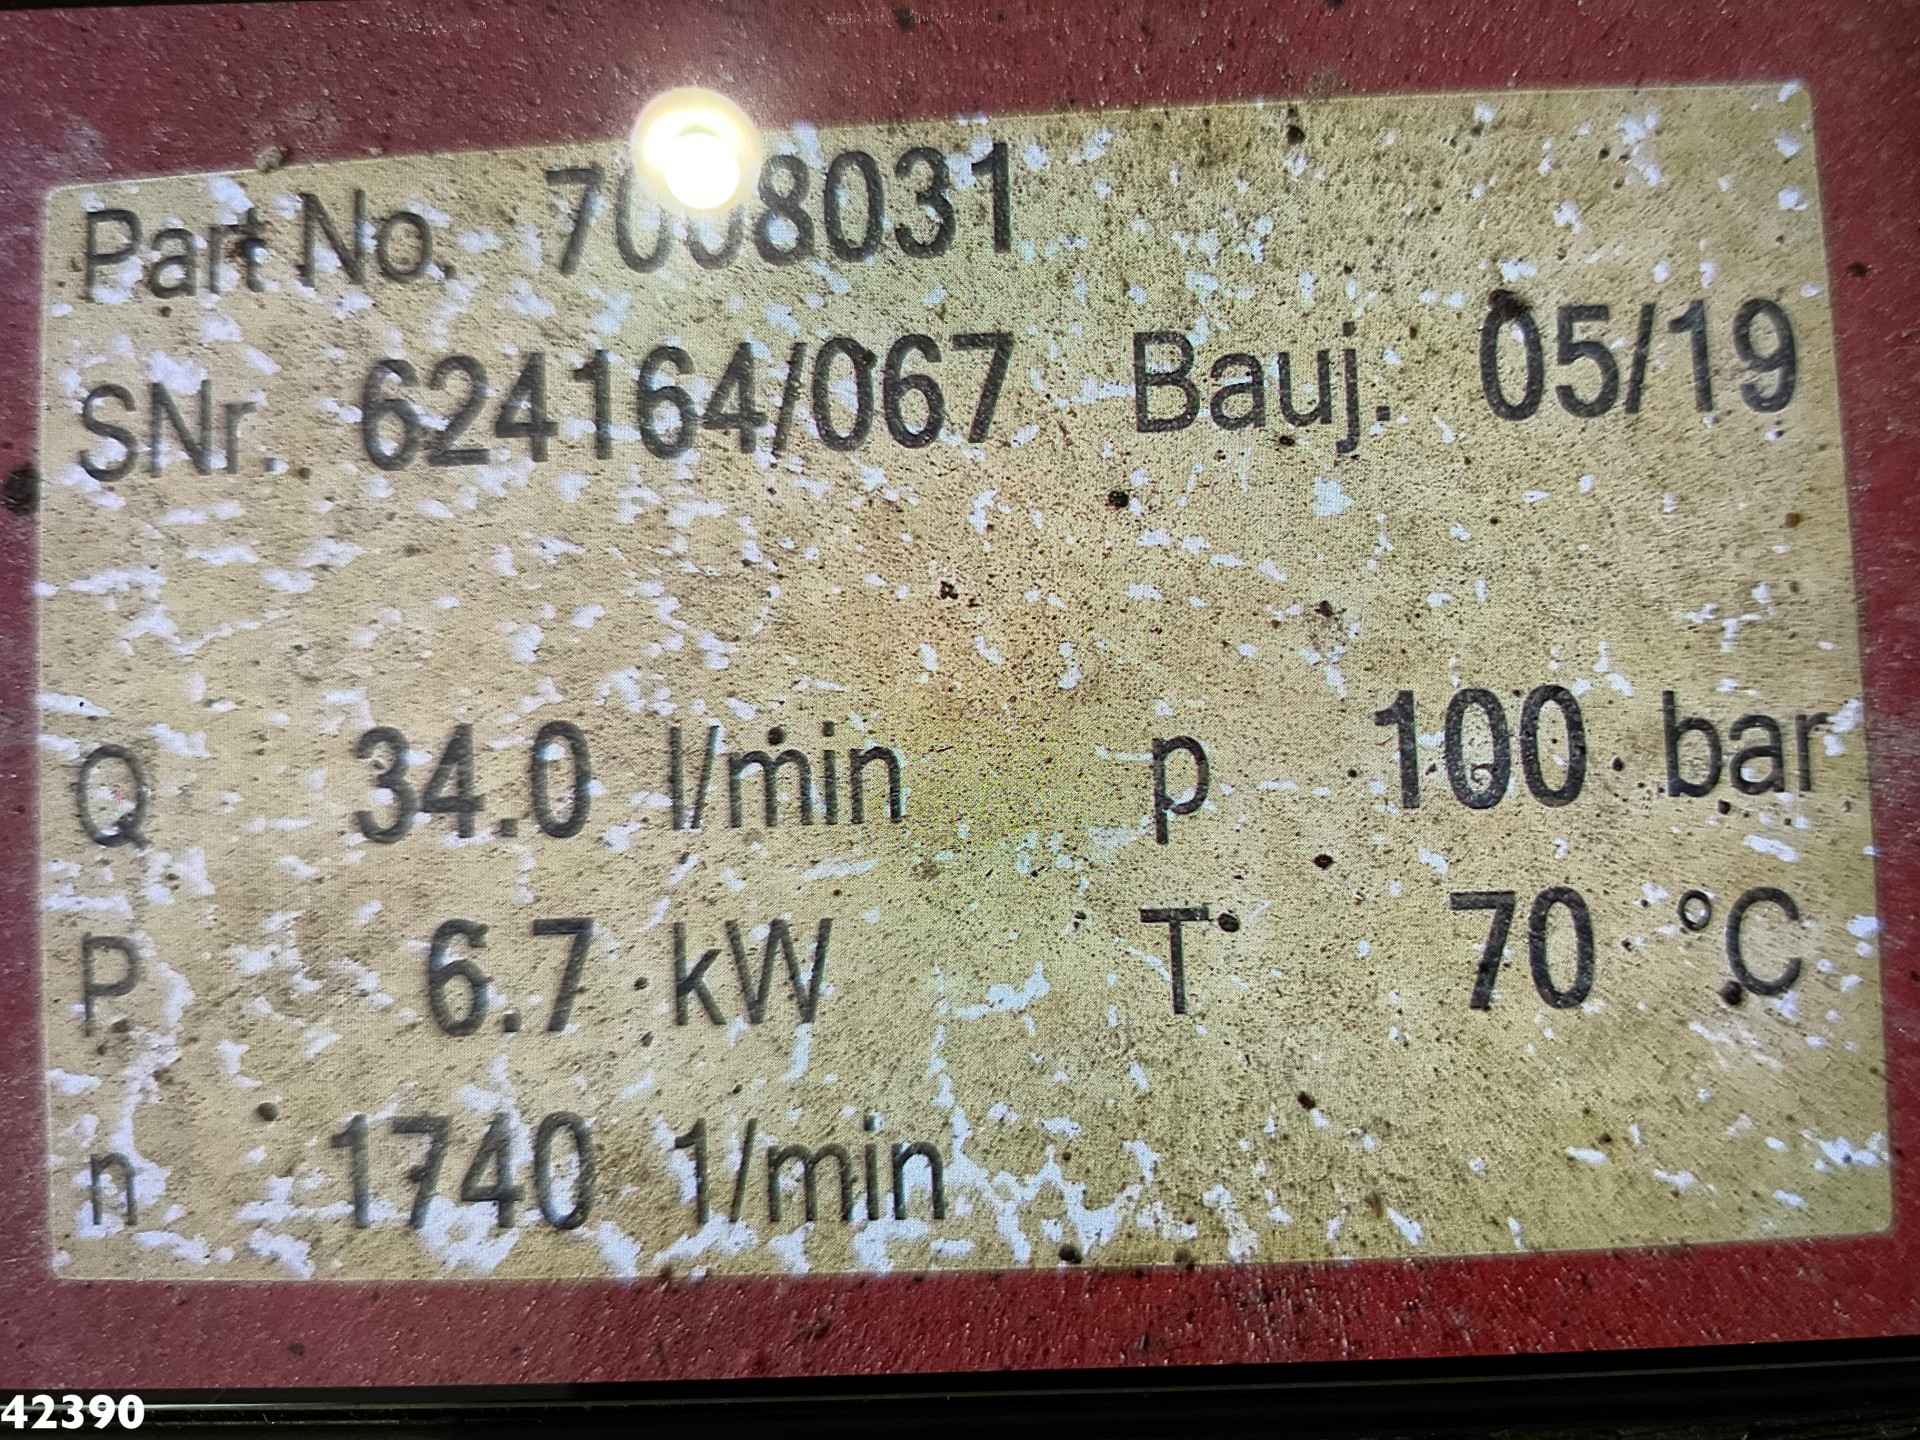 Part No.
SNr. 624164/067 Bauj. 05/19
Q 34.0 l/min p 100 bar
P 6.7 kW T 70 °C
n 1740 1/min
42390